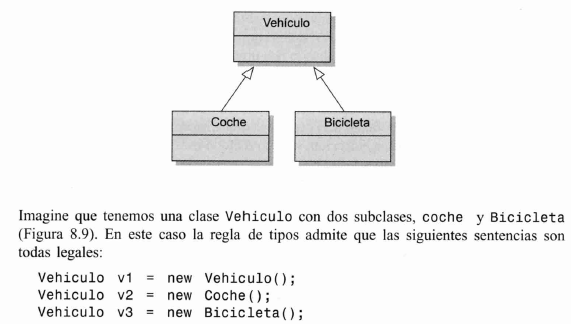 Vehículo
Coche
Bicicleta
Imagine que tenemos una clase Vehiculo con dos subclases, coche y Bicicleta
(Figura 8.9). En este caso la regla de tipos admite que las siguientes sentencias son
todas legales:
Vehiculo v1 = new Vehiculo();
Vehiculo v2 = new Coche();
Vehiculo v3 = new Bicicleta();